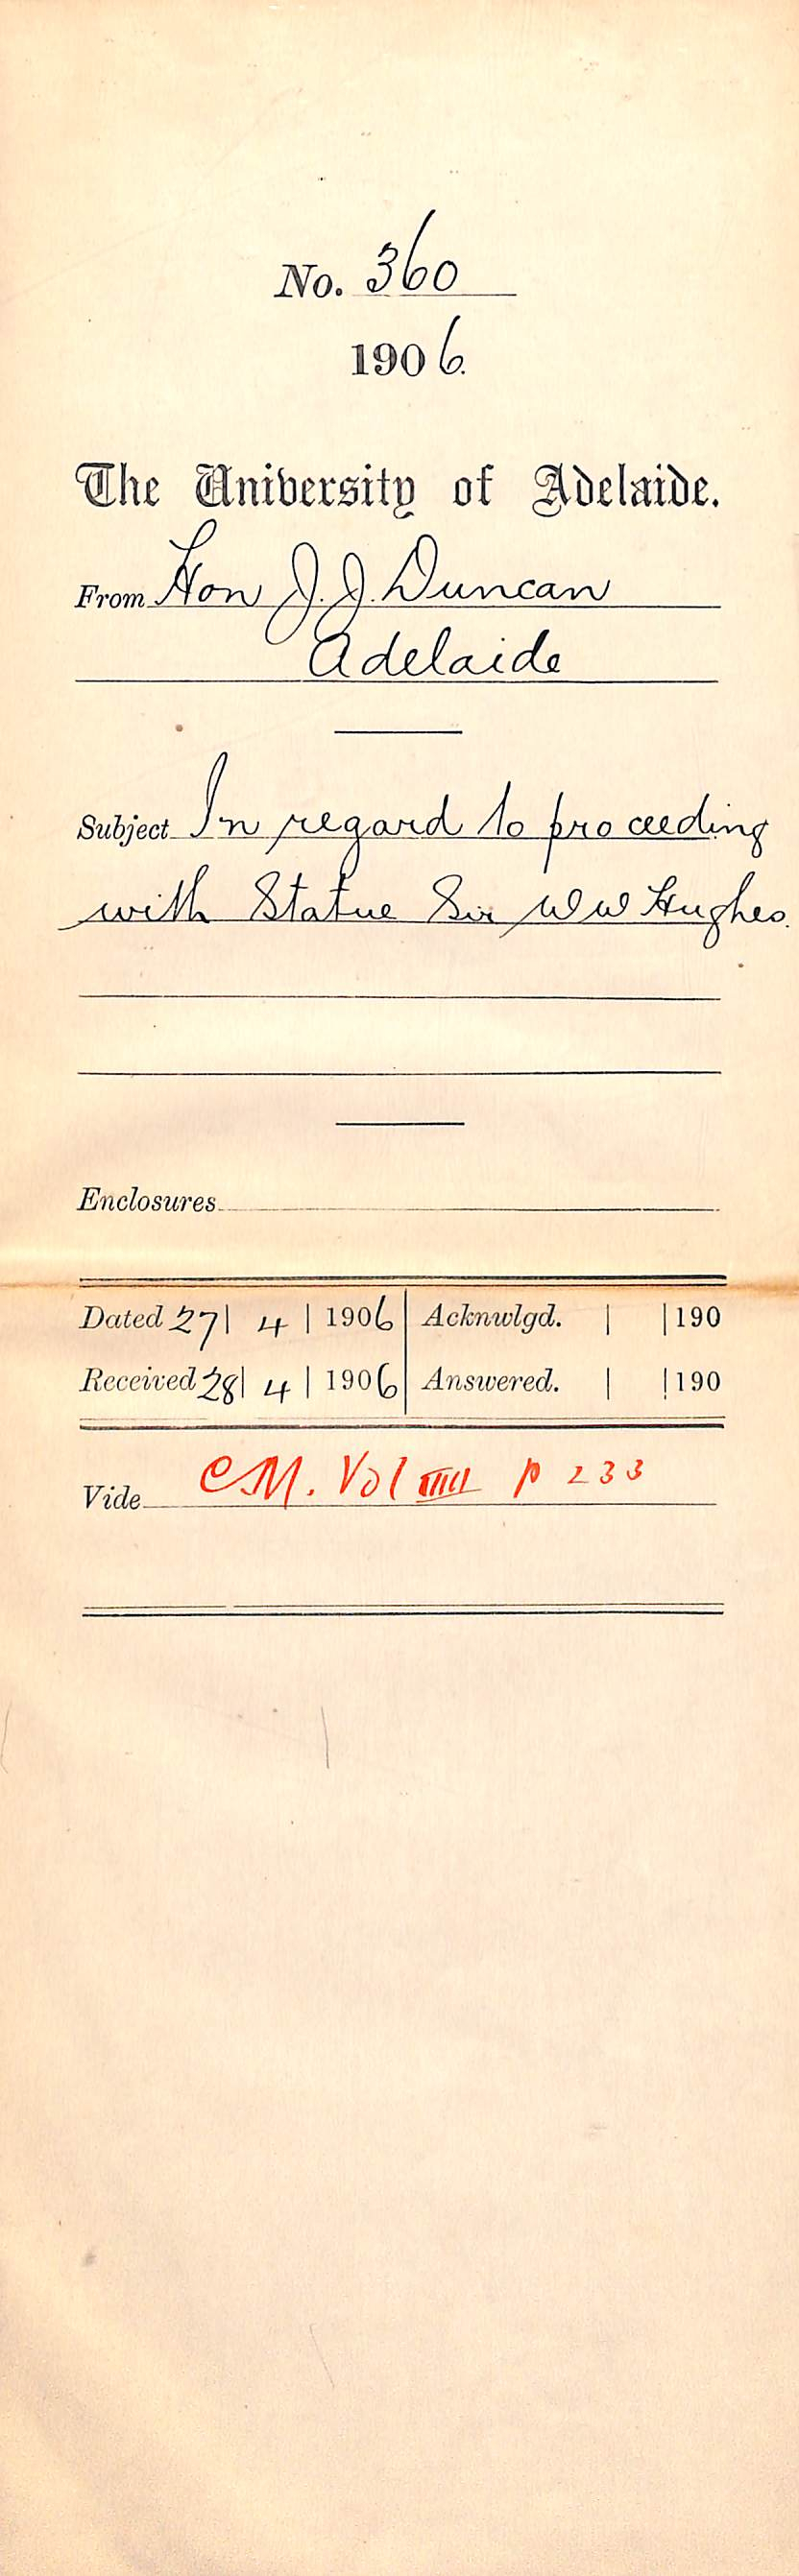 No. 360
1906.
The University of Adelaide.
From Hon J.J. Duncan
Adelaide
Subject In regard to proceeding
with Statue Sir W W Hughes.
Enclosures
Dated 27 | 4 | 1906 Acknwlgd. | | 190
Received 28 | 4 | 1906 Answered. | | 190
Vide C.M. Vol p 233